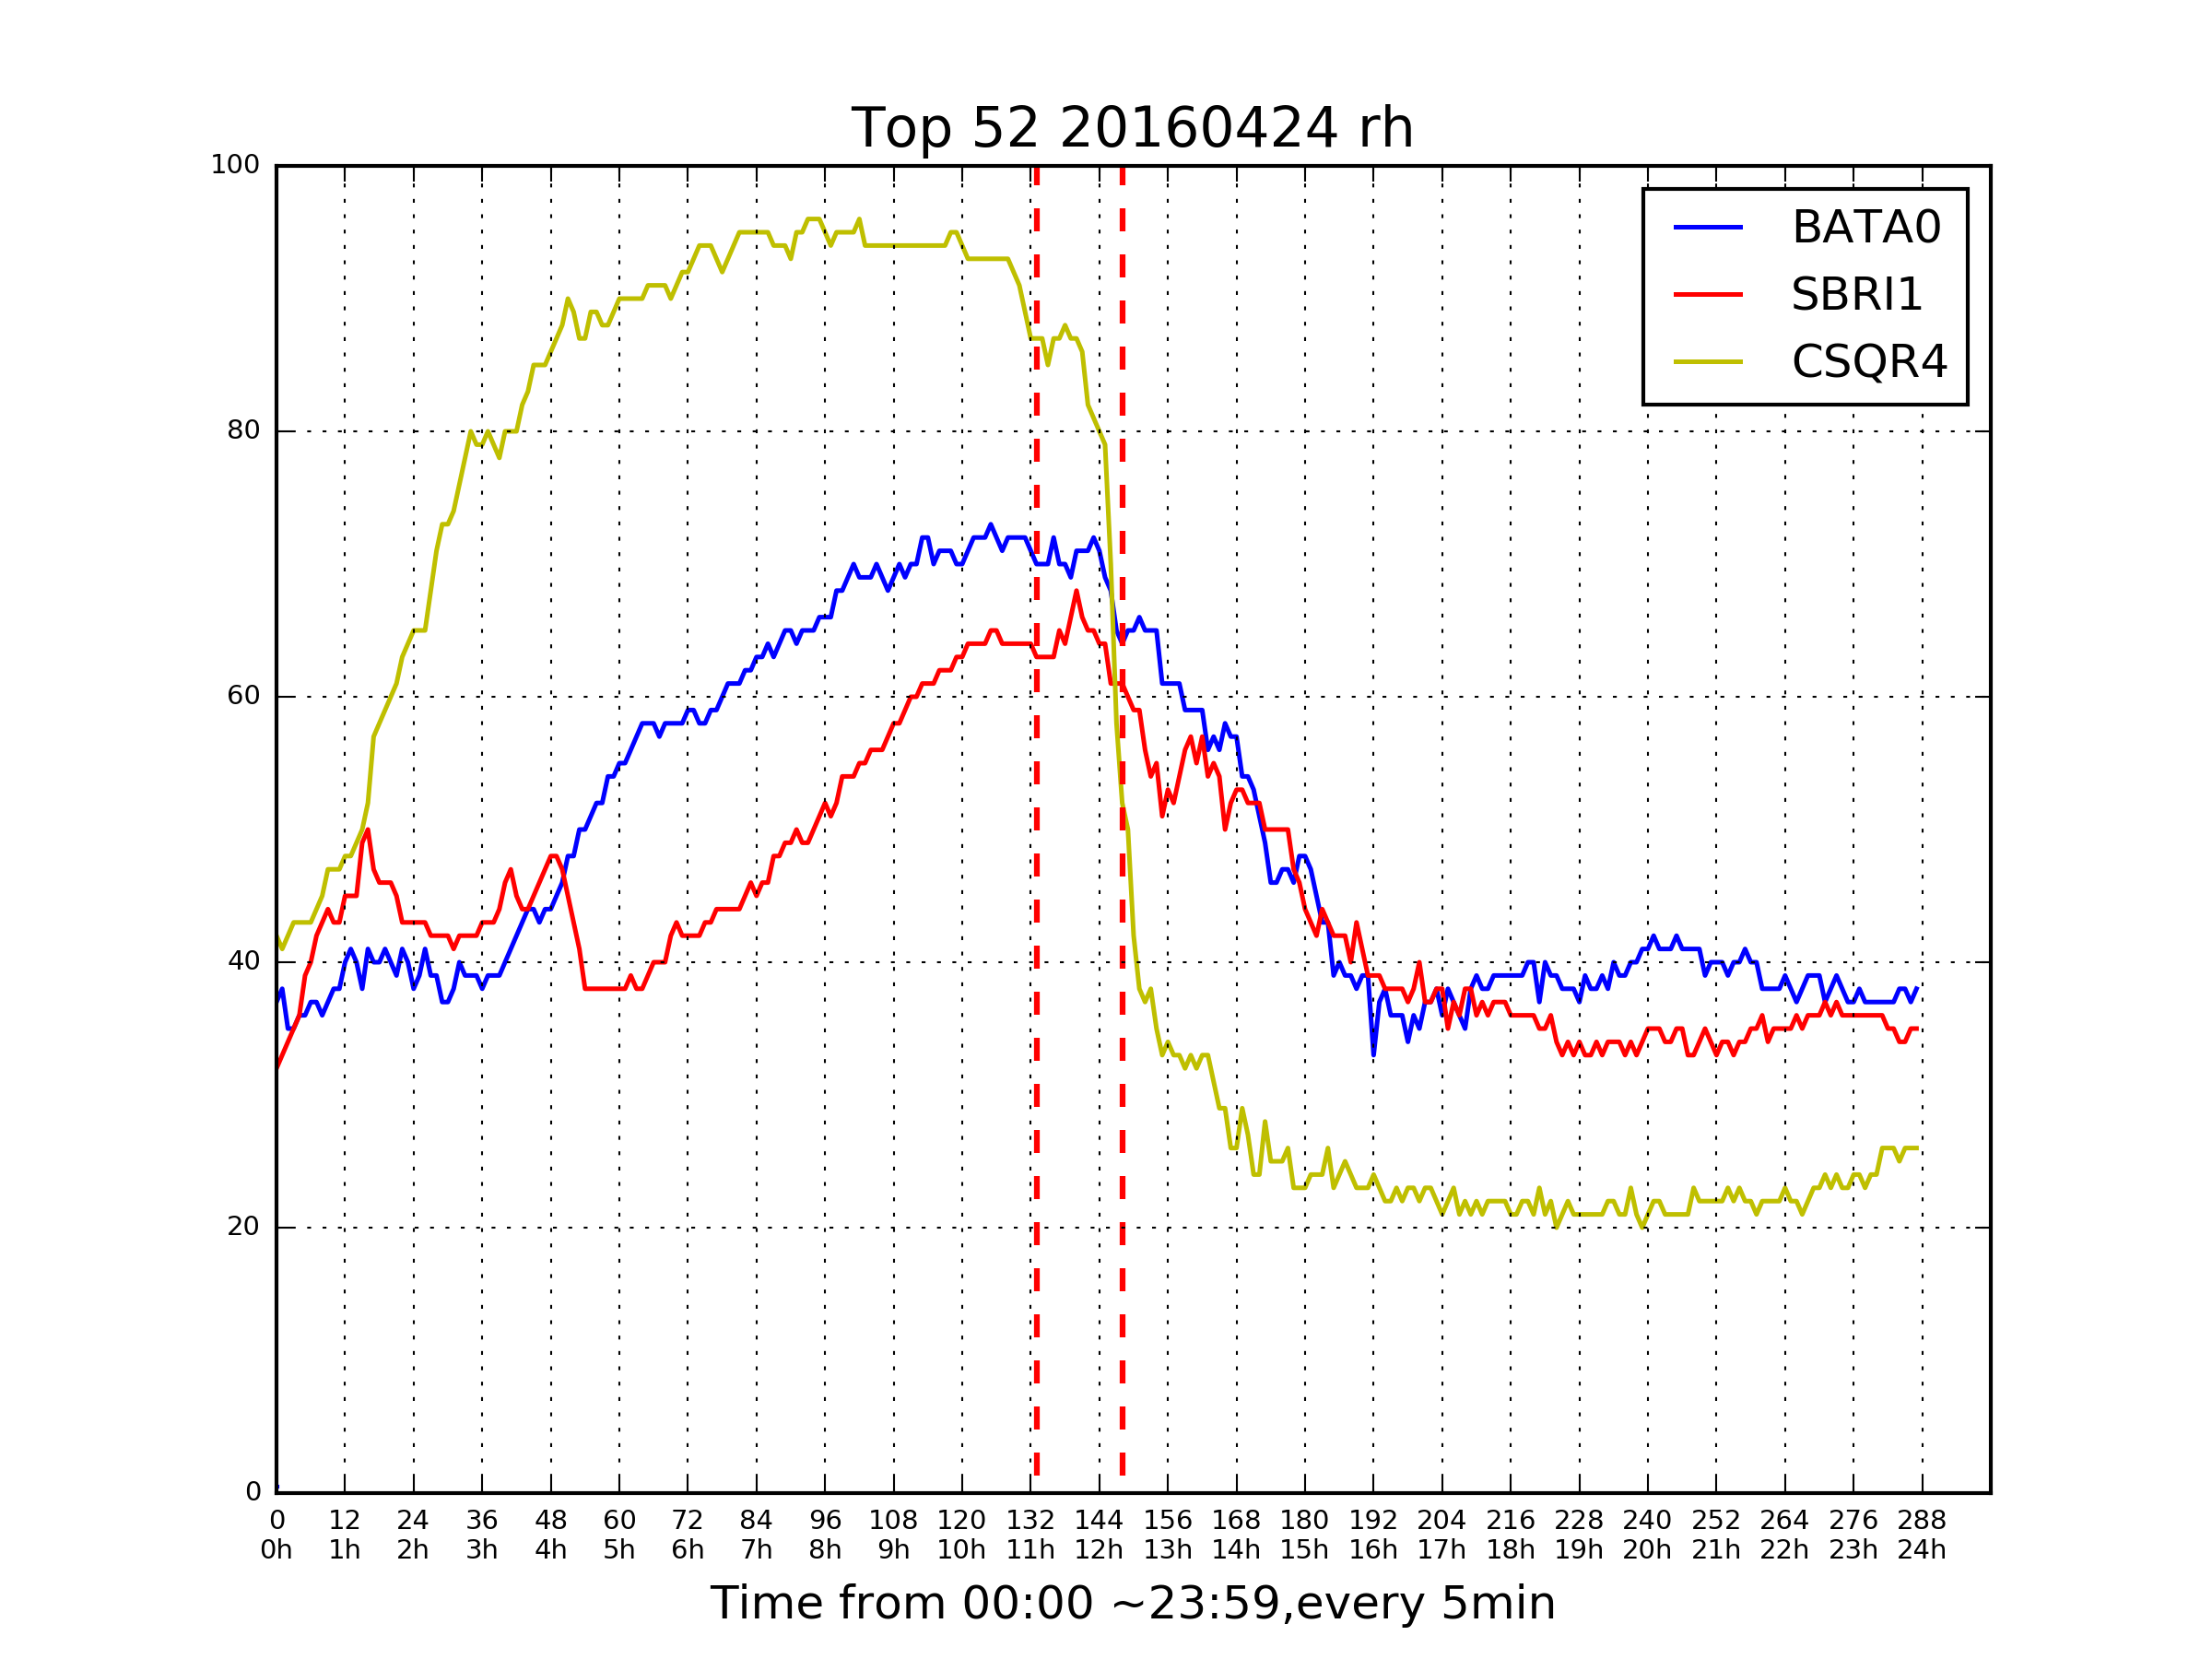 Top 52 20160424 rh
100
80
60
40
20
0
BATA0
SBRI1
CSQR4
0 12 24 36 48 60 72 84 96 108 120 132 144 156 168 180 192 204 216 228 240 252 264 276 288
0h 1h 2h 3h 4h 5h 6h 7h 8h 9h 10h 11h 12h 13h 14h 15h 16h 17h 18h 19h 20h 21h 22h 23h 24h
Time from 00:00 ~23:59,every 5min